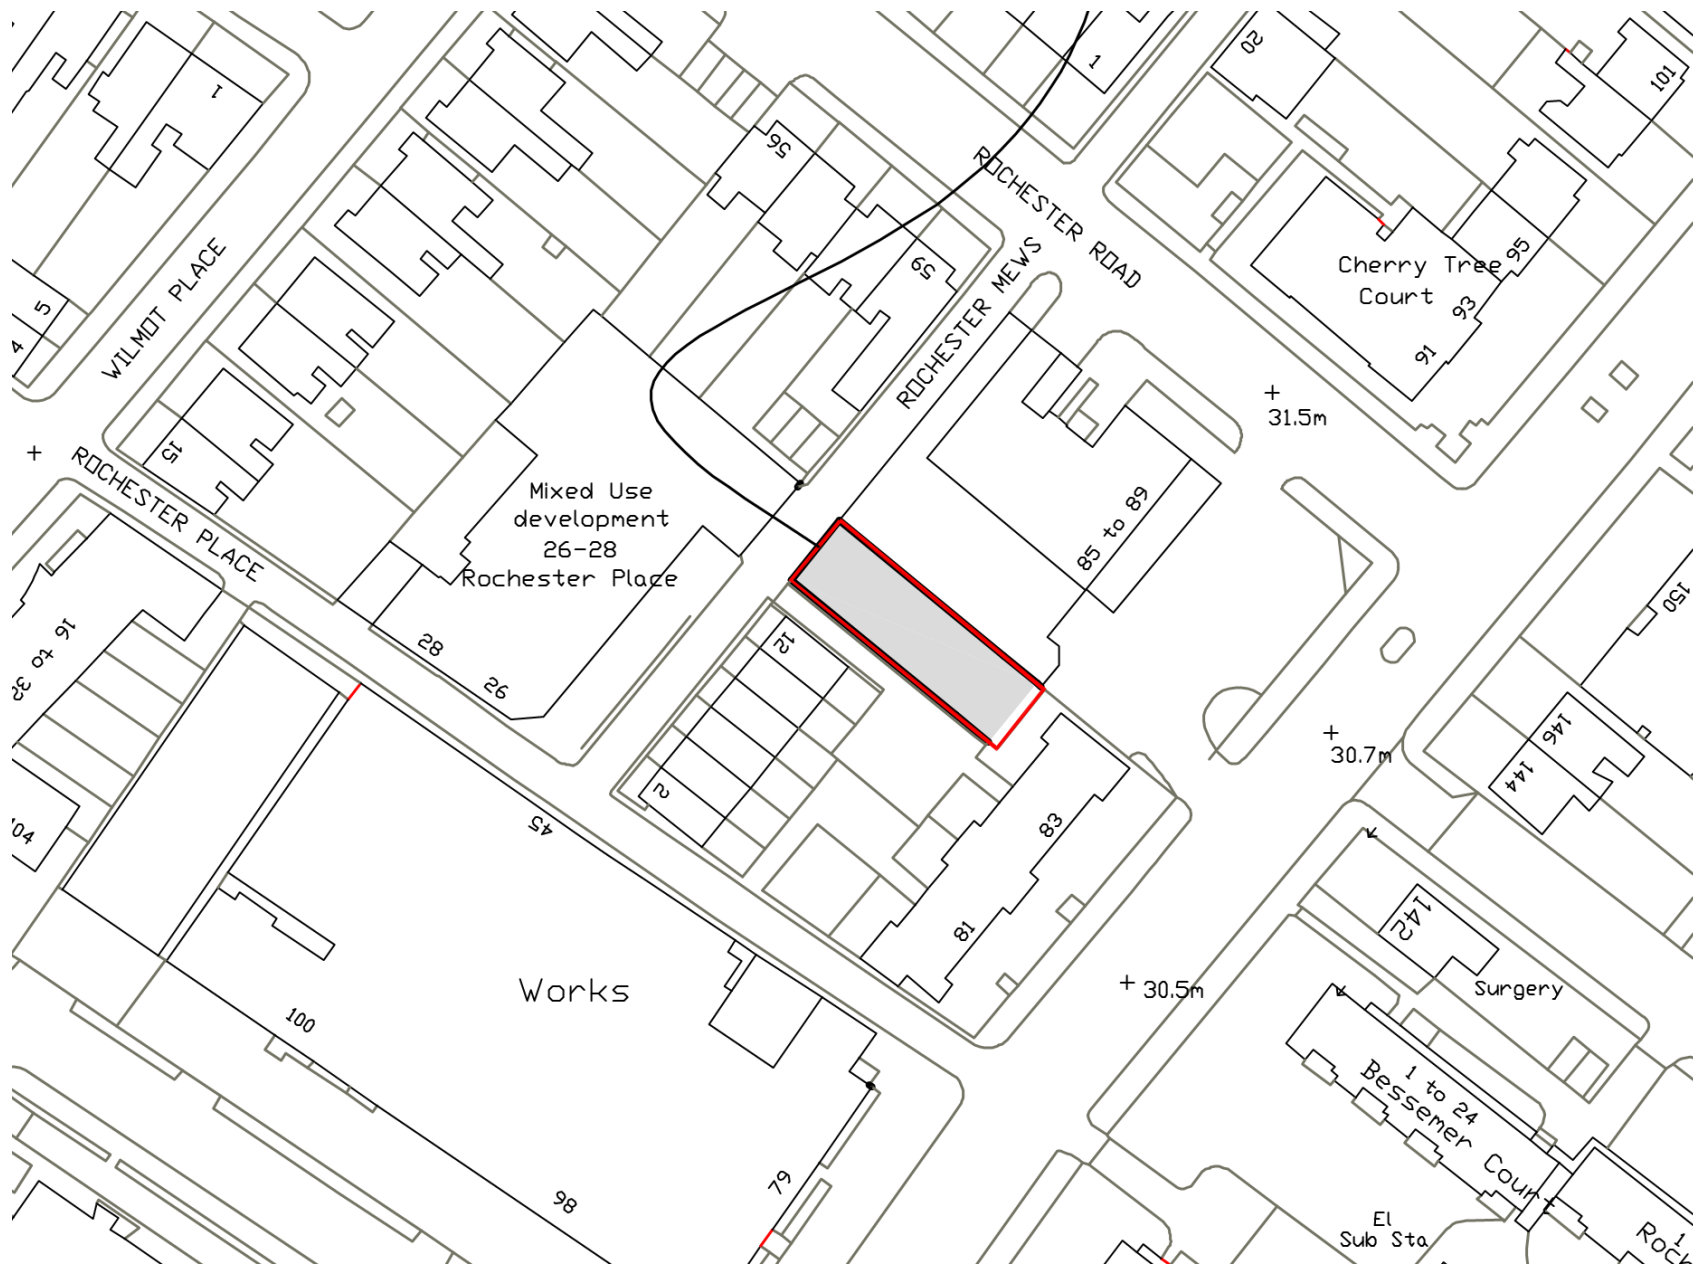 1
1
20
101
56
ROCHESTER ROAD
59
ROCHESTER MEWS
WILMOT PLACE
5
4
Cherry Tree
Court
95
93
91
31.5m
15
ROCHESTER PLACE
Mixed Use
development
26-28
Rochester Place
85 to 89
28
26
16 to 32
12
2
150
146
144
30.7m
104
45
83
81
142
Surgery
30.5m
Works
100
98
79
1 to 24
Bessemer Court
El
Sub Sta
1
Roch